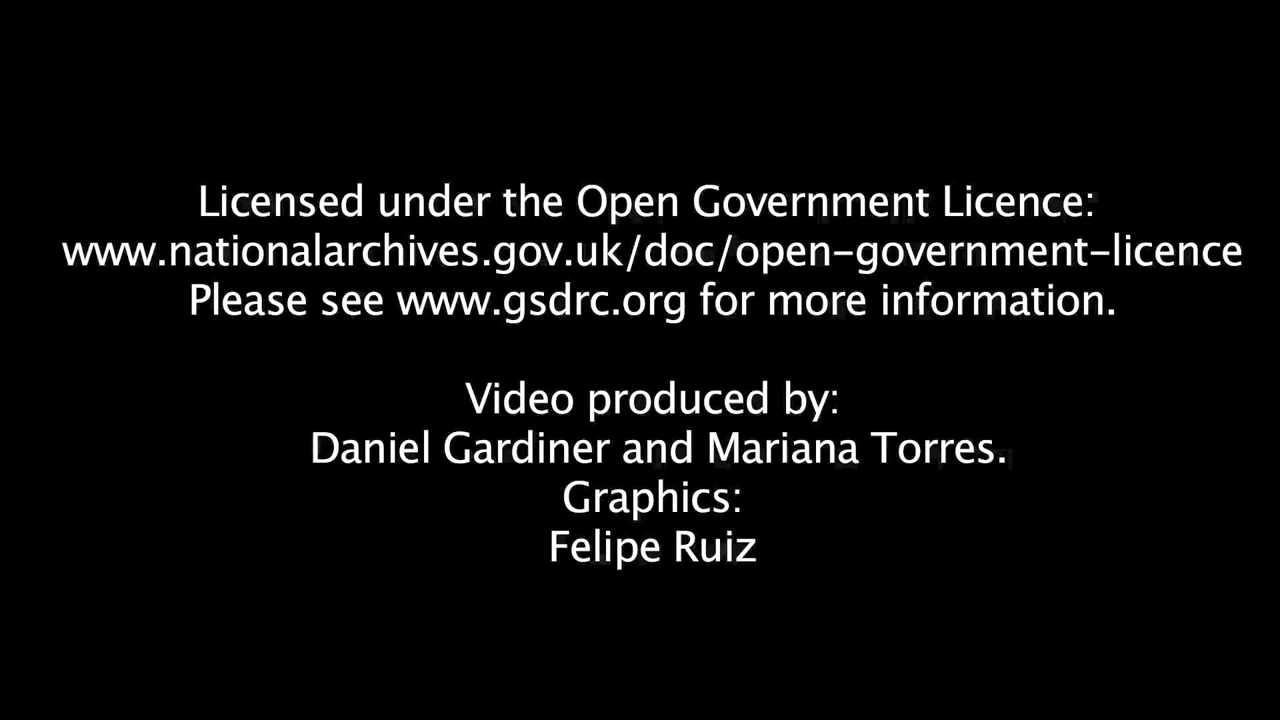 Licensed under the Open Government Licence:
www.nationalarchives.gov.uk/doc/open-government-licence
Please see www.gsdrc.org for more information.
Video produced by:
Daniel Gardiner and Mariana Torres.
Graphics:
Felipe Ruiz